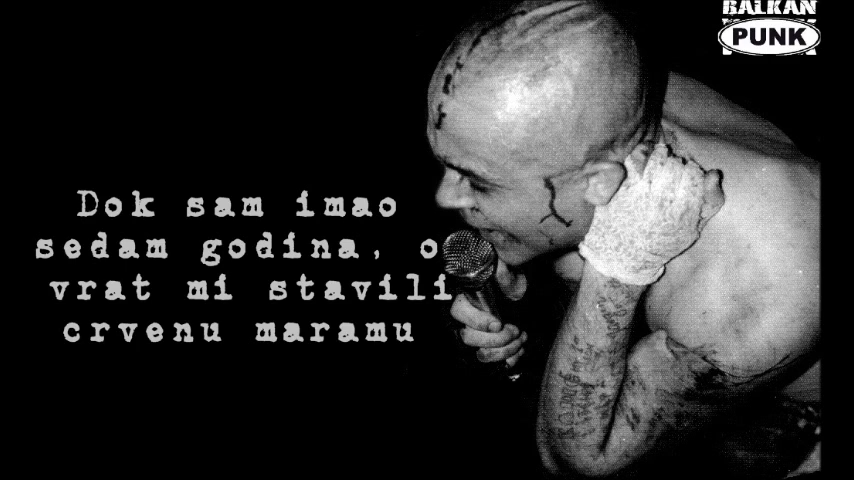 BALKAN
PUNK
Dok sam imao
sedam godina, o
vrat mi stavili
crvenu maramu